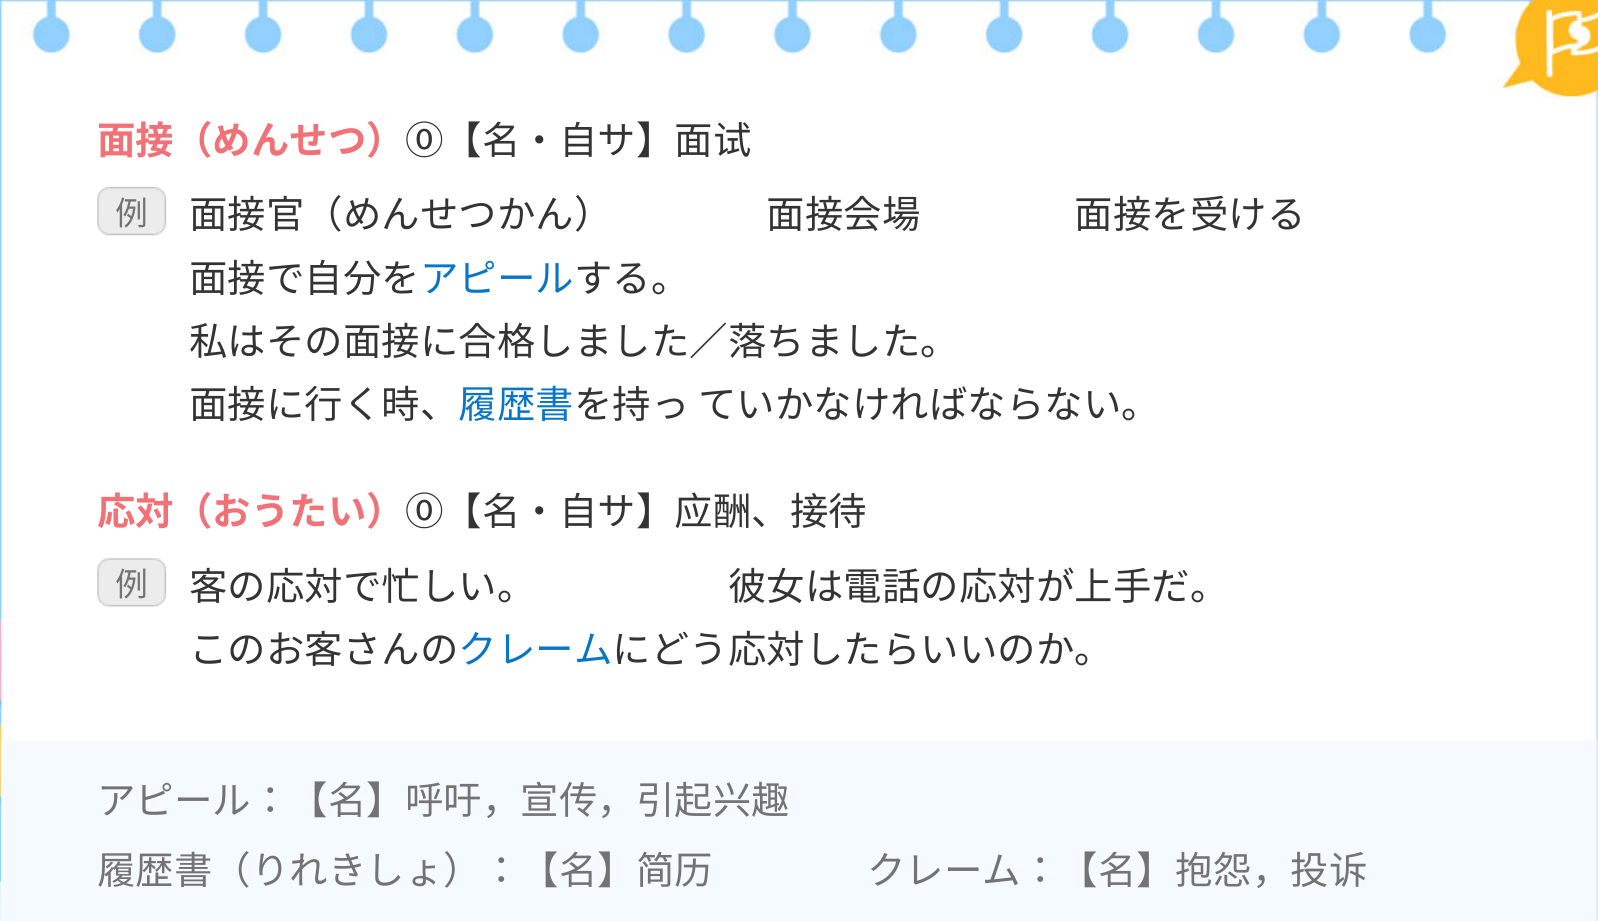 面接（めんせつ）⓪【名・自サ】面试
例 面接官（めんせつかん） 面接会場 面接を受ける
面接で自分をアピールする。
私はその面接に合格しました／落ちました。
面接に行く時、履歴書を持っ ていかなければならない。
応対（おうたい）⓪【名・自サ】应酬、接待
例 客の応対で忙しい。 彼女は電話の応対が上手だ。
このお客さんのクレームにどう応対したらいいのか。
アピール：【名】呼吁，宣传，引起兴趣
履歴書（りれきしょ）：【名】简历 クレーム：【名】抱怨，投诉